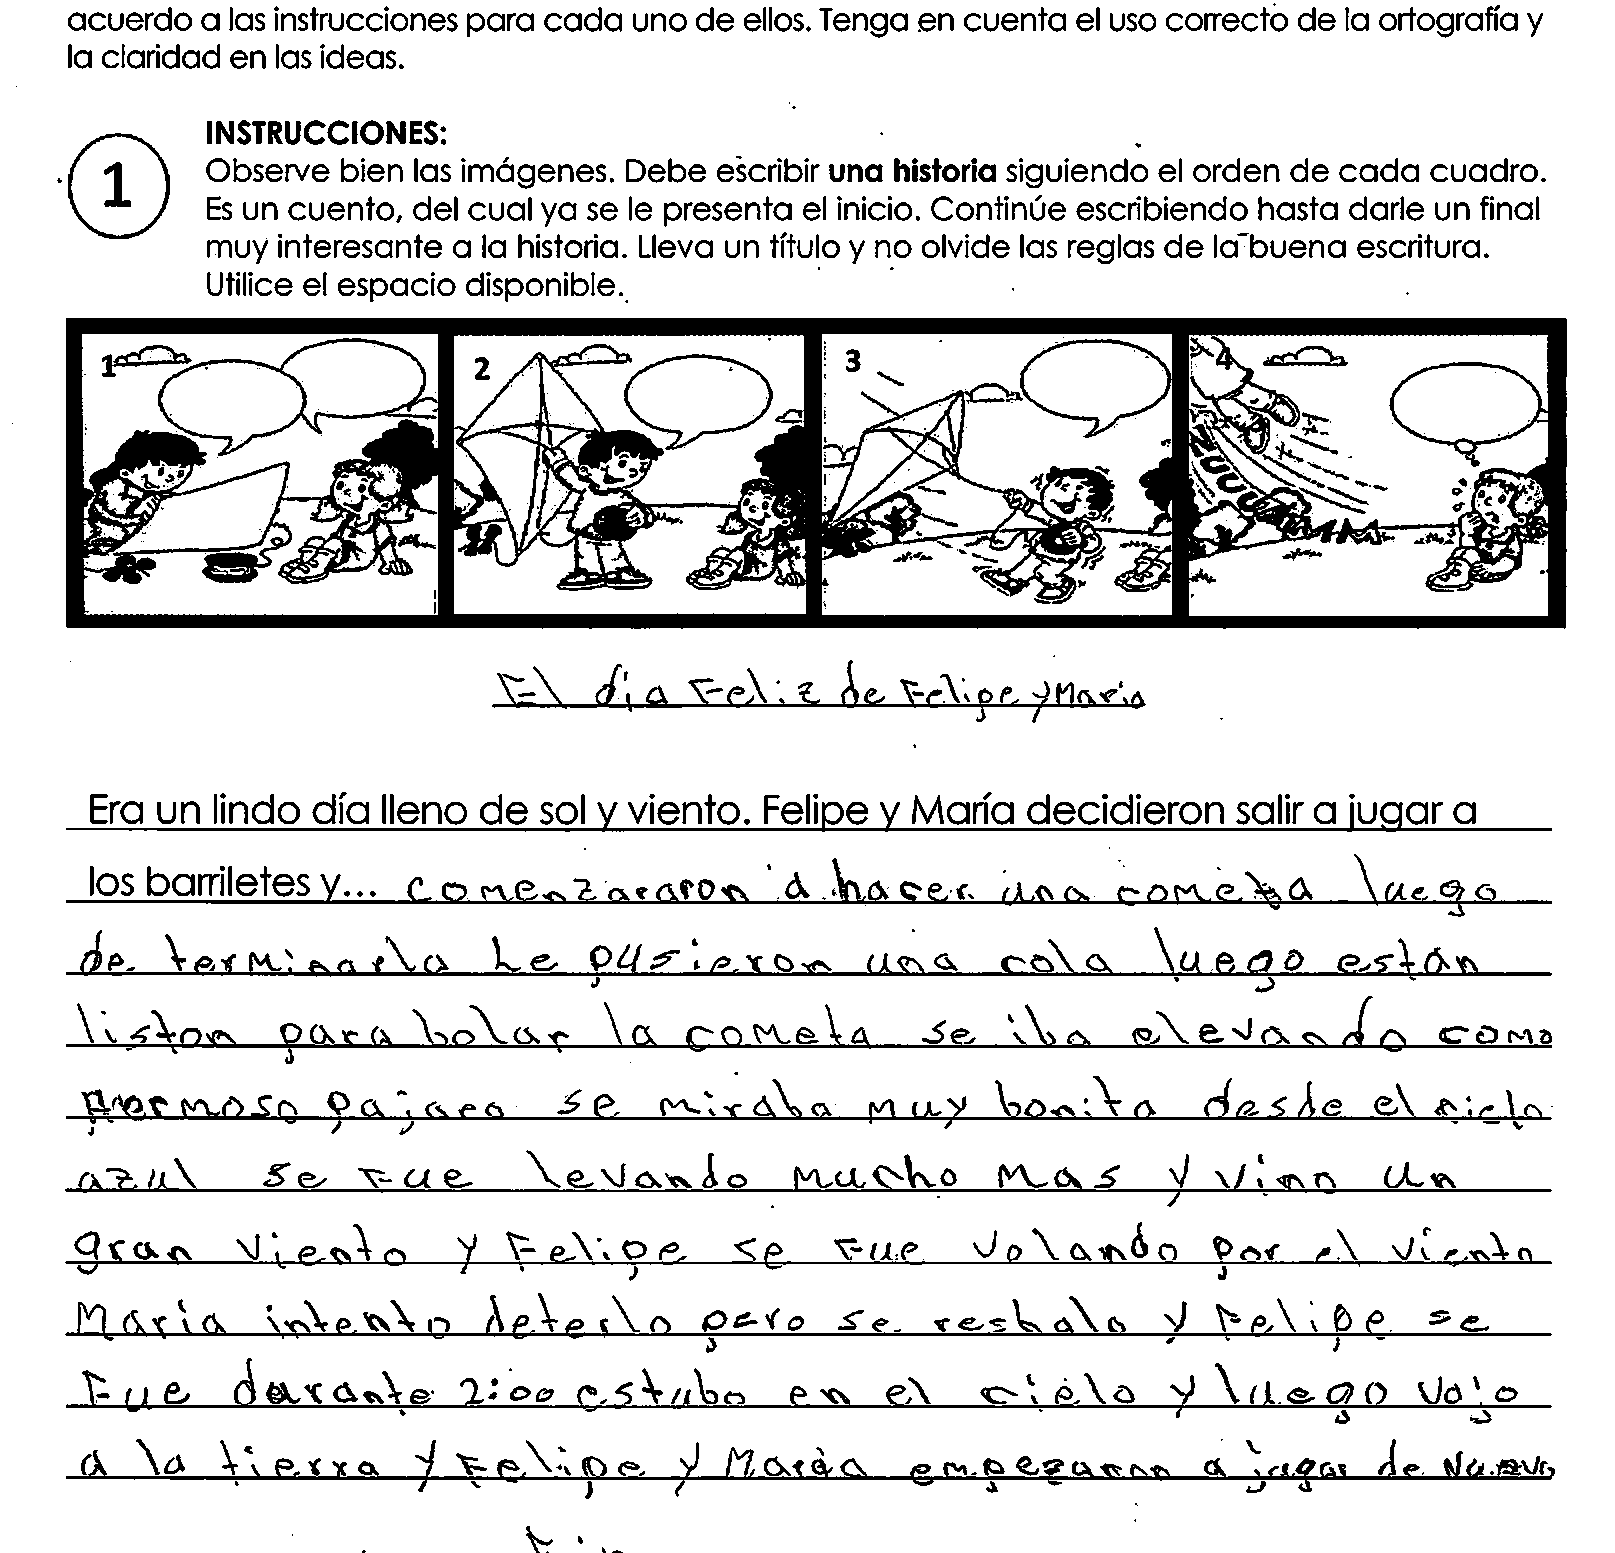 acuerdo a las instrucciones para cada uno de ellos. Tenga en cuenta el uso correcto de la ortografía y
la claridad en las ideas.
INSTRUCCIONES:
1
Observe bien las imágenes. Debe escribir una historia siguiendo el orden de cada cuadro.
Es un cuento, del cual ya se le presenta el inicio. Continúe escribiendo hasta darle un final
muy interesante a la historia. Lleva un título y no olvide las reglas de la buena escritura.
Utilice el espacio disponible.
1 2 3 4
ZUUUUMMM
El día Feliz de Felipe y Maria
Era un lindo día lleno de sol y viento. Felipe y María decidieron salir a jugar a
los barriletes y... comenzararon a hacer una cometa luego
de terminarla Le pusieron una cola luego están
liston para bolar la cometa se iba elevando como
hermoso pajaro se miraba muy bonita desde el cielo
azul se Fue levando mucho mas y vino un
gran viento y Felipe se Fue volando por el viento
María intento deterlo pero se resbalo y Felipe se
Fue durante 2:00 estubo en el cielo y luego vajo
a la tierra y Felipe y María empezaron a jugar de Nuevo
Fin